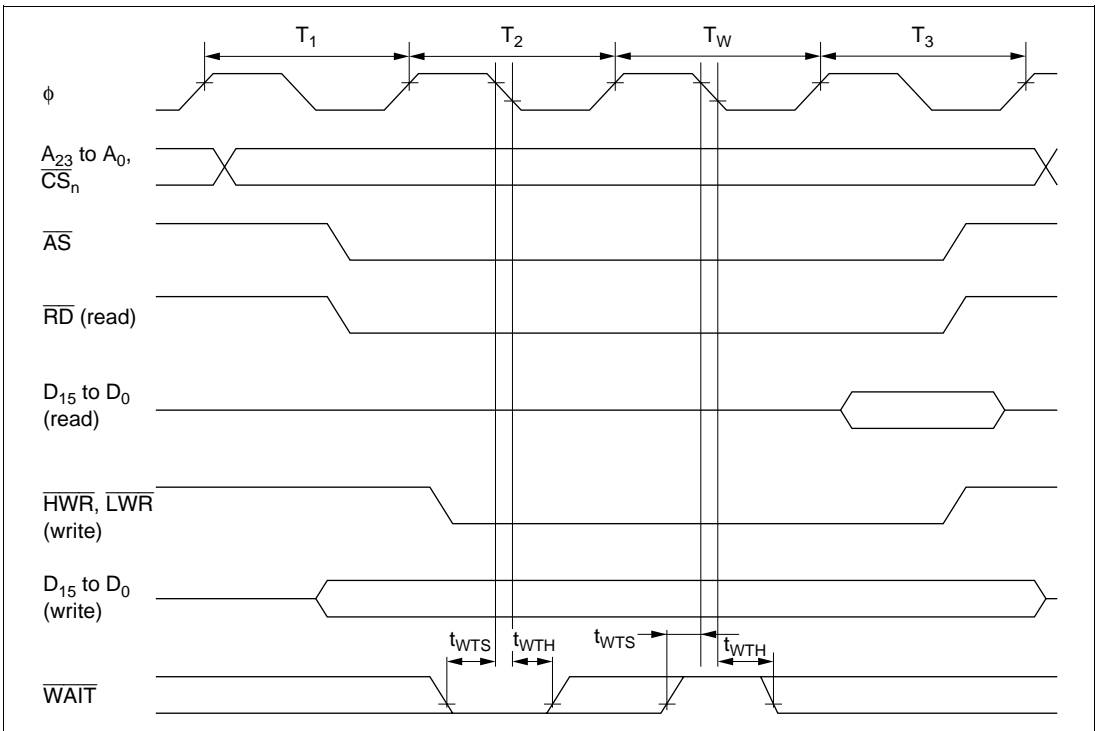 T1 T2 TW T3
ϕ
A23 to A0,
CSn
AS
RD (read)
D15 to D0
(read)
HWR, LWR
(write)
D15 to D0
(write)
tWTS tWTH tWTS tWTH
WAIT